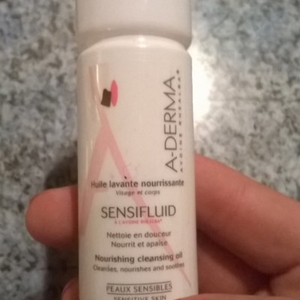 A-DERMA
Huile lavante nourrissante
Visage et corps
SENSIFLUID
Nettoie en douceur
Nourrit et apaise
Nourishing cleansing oil
Cleanses, nourishes and soothes
PEAUX SENSIBLES
SENSITIVE SKIN